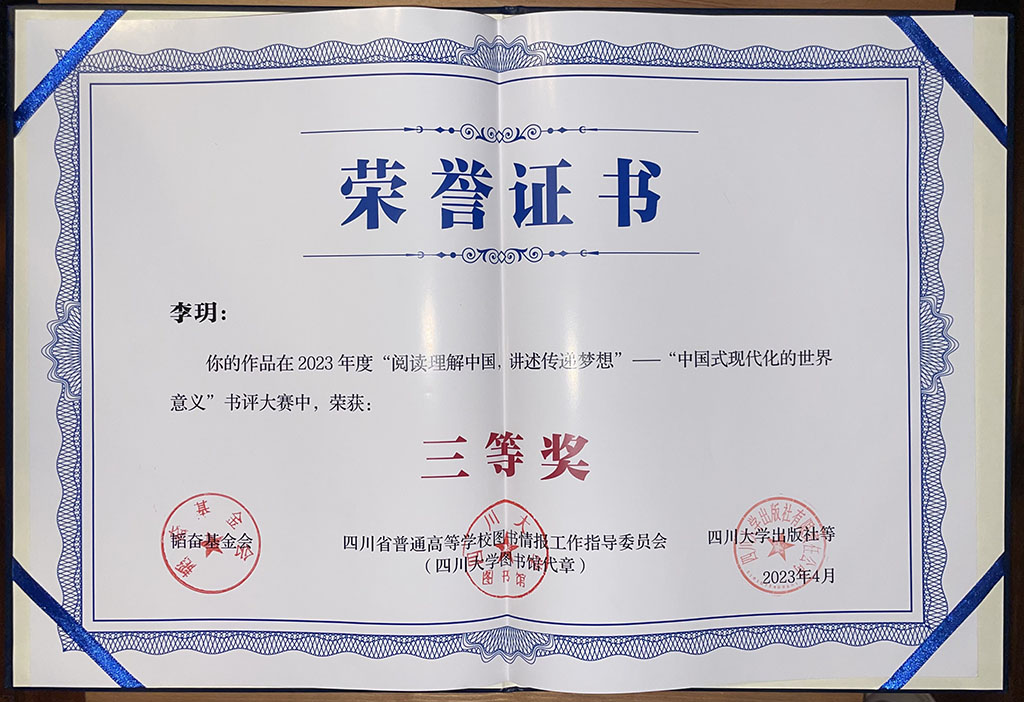 荣誉证书
李玥：
你的作品在2023年度“阅读理解中国，讲述传递梦想”——“中国式现代化的世界
意义”书评大赛中，荣获：
三等奖
韬奋基金会
四川省普通高等学校图书情报工作指导委员会
（四川大学图书馆代章）
四川大学出版社等
2023年4月